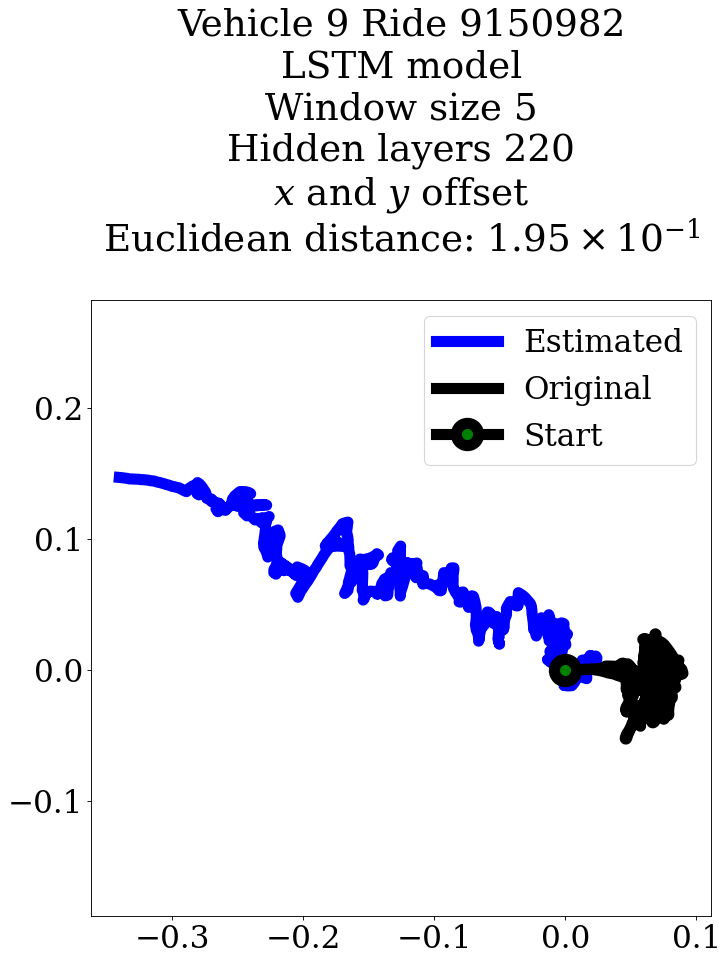 Vehicle 9 Ride 9150982
LSTM model
Window size 5
Hidden layers 220
x and y offset
Euclidean distance: 1.95 × 10⁻¹
Estimated
Original
Start
0.2
0.1
0.0
−0.1
−0.3 −0.2 −0.1 0.0 0.1